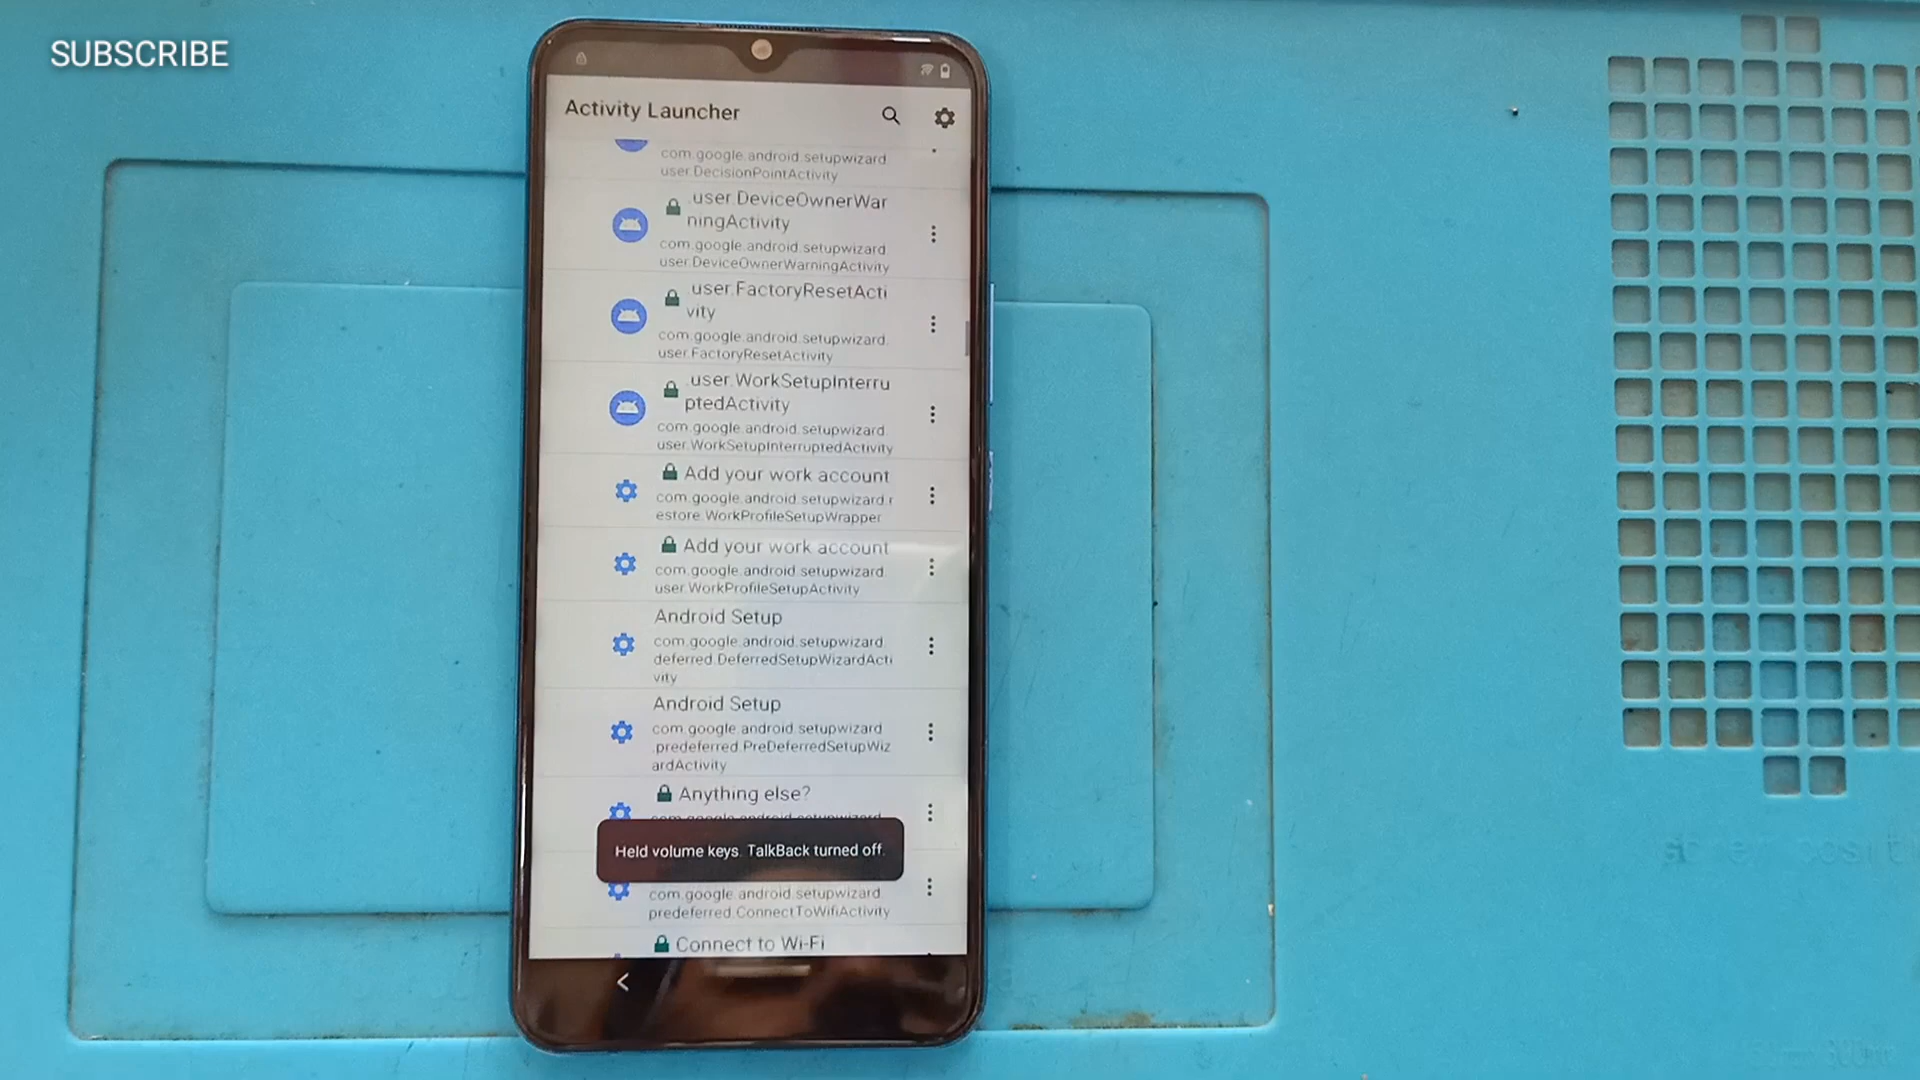 SUBSCRIBE
Activity Launcher
com.google.android.setupwizard
user.DecisionPointActivity
.user.DeviceOwnerWar
ningActivity
com.google.android.setupwizard.
user.DeviceOwnerWarningActivity
.user.FactoryResetActi
vity
com.google.android.setupwizard.
user.FactoryResetActivity
.user.WorkSetupInterru
ptedActivity
com.google.android.setupwizard.
user.WorkSetupInterruptedActivity
Add your work account
com.google.android.setupwizard.r
estore.WorkProfileSetupWrapper
Add your work account
com.google.android.setupwizard
user.WorkProfileSetupActivity
Android Setup
com.google.android.setupwizard.
deferred.DeferredSetupWizardActi
vity
Android Setup
com.google.android.setupwizard
.predeferred.PreDeferredSetupWiz
ardActivity
Anything else?
com.google.android.setupwizard
Held volume keys. TalkBack turned off.
com.google.android.setupwizard.
predeferred.ConnectToWifiActivity
Connect to Wi-Fi